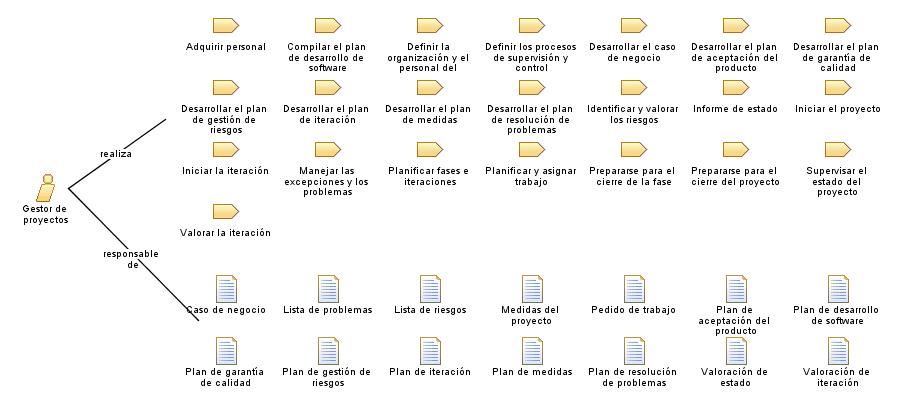 Adquirir personal
Compilar el plan
de desarrollo de
software
Definir la
organización y el
personal del
Definir los procesos
de supervisión y
control
Desarrollar el caso
de negocio
Desarrollar el plan
de aceptación del
producto
Desarrollar el plan
de garantía de
calidad
Desarrollar el plan
de gestión de
riesgos
Desarrollar el plan
de iteración
Desarrollar el plan de
medidas
Desarrollar el plan
de resolución de
problemas
Identificar y valorar
los riesgos
Informe de estado
Iniciar el proyecto
realiza
Iniciar la iteración
Manejar las
excepciones y los
problemas
Planificar fases e
iteraciones
Planificar y asignar
trabajo
Prepararse para el
cierre de la fase
Prepararse para el
cierre del proyecto
Supervisar el
estado del
proyecto
Gestor de
proyectos
Valorar la iteración
responsable
de
Caso de negocio
Lista de problemas
Lista de riesgos
Medidas del
proyecto
Pedido de trabajo
Plan de
aceptación del
producto
Plan de desarrollo
de software
Plan de garantía
de calidad
Plan de gestión de
riesgos
Plan de iteración
Plan de medidas
Plan de resolución
de problemas
Valoración de
estado
Valoración de
iteración